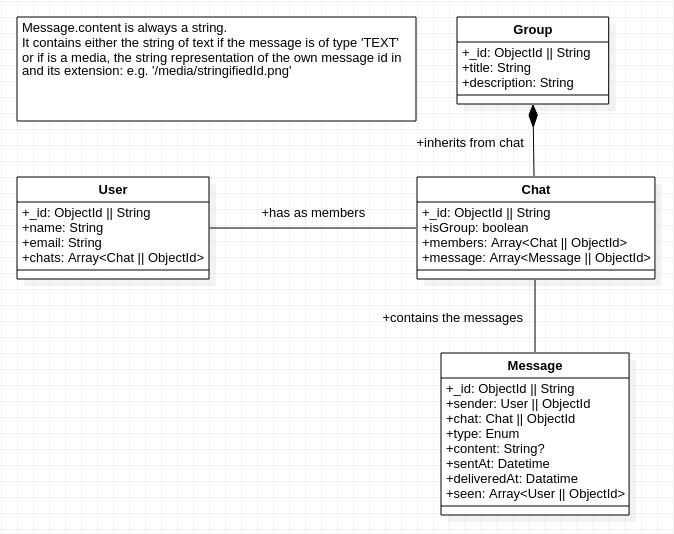 Message.content is always a string.
It contains either the string of text if the message is of type 'TEXT'
or if is a media, the string representation of the own message id in
and its extension: e.g. '/media/stringifiedId.png'
Group
+_id: ObjectId || String
+title: String
+description: String
+inherits from chat
User
+_id: ObjectId || String
+name: String
+email: String
+chats: Array<Chat || ObjectId>
+has as members
Chat
+_id: ObjectId || String
+isGroup: boolean
+members: Array<Chat || ObjectId>
+message: Array<Message || ObjectId>
+contains the messages
Message
+_id: ObjectId || String
+sender: User || ObjectId
+chat: Chat || ObjectId
+type: Enum
+content: String?
+sentAt: Datetime
+deliveredAt: Datatime
+seen: Array<User || ObjectId>